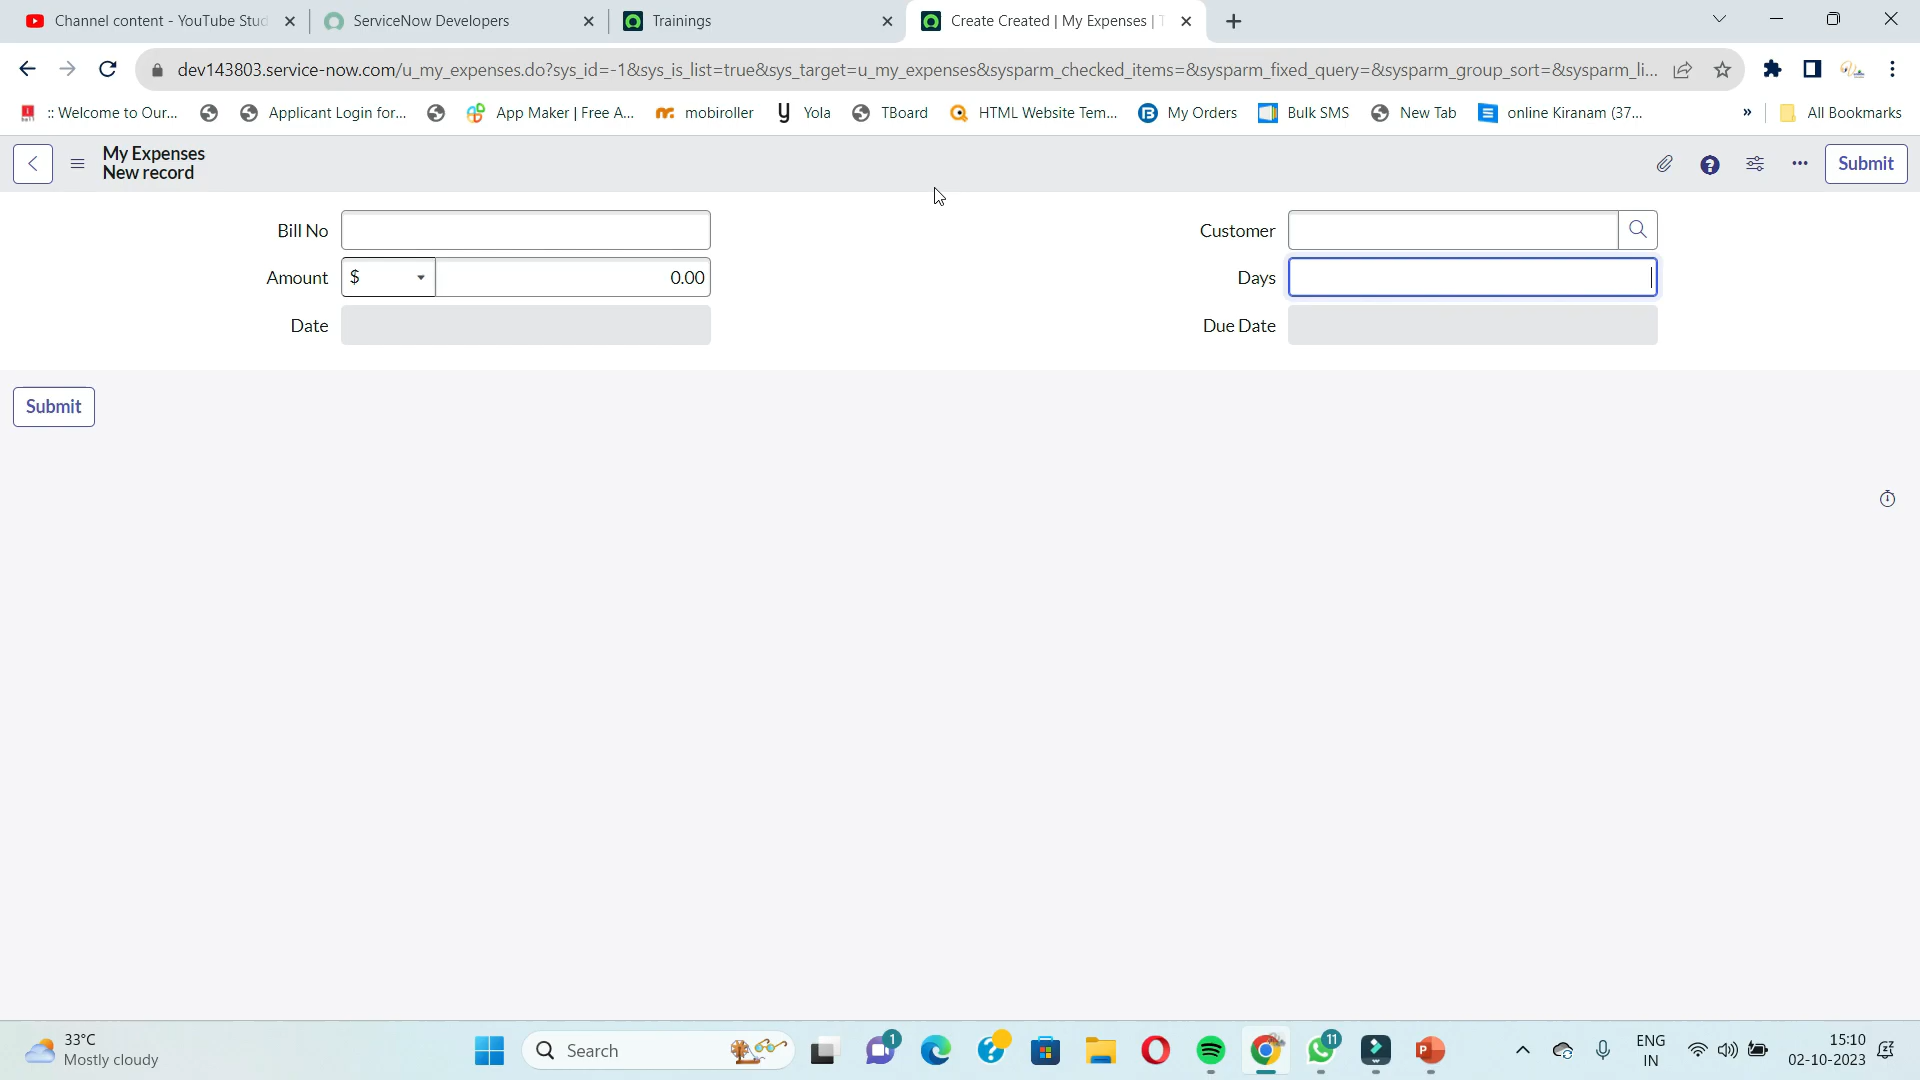 Channel content - YouTube Stud
ServiceNow Developers
Trainings
Create Created | My Expenses |
dev143803.service-now.com/u_my_expenses.do?sys_id=-1&sys_is_list=true&sys_target=u_my_expenses&sysparm_checked_items=&sysparm_fixed_query=&sysparm_group_sort=&sysparm_li...
:: Welcome to Our...
Applicant Login for...
App Maker | Free A...
mobiroller
Yola
TBoard
HTML Website Tem...
My Orders
Bulk SMS
New Tab
online Kiranam (37...
»
All Bookmarks
My Expenses
New record
Submit
Bill No
Customer
Amount $ 0.00
Days
Date
Due Date
Submit
33°C
Mostly cloudy
Search
1
11
ENG
IN
15:10
02-10-2023